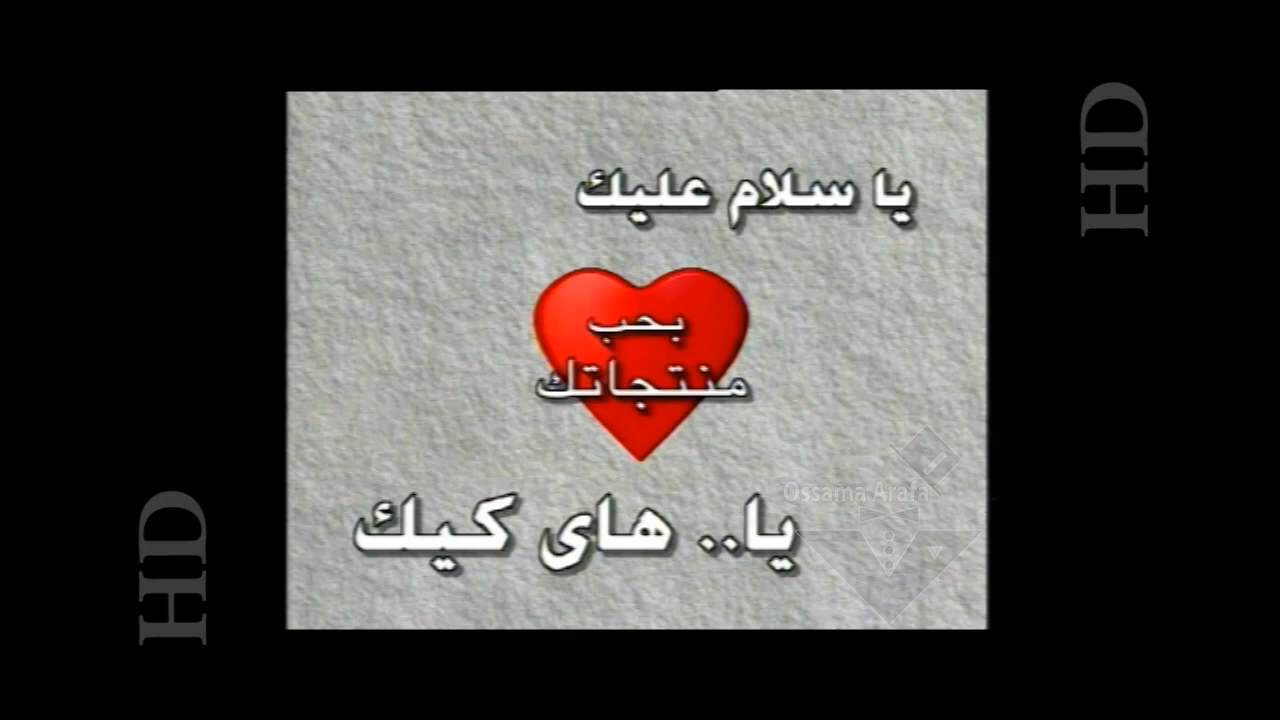 HD
يا سلام عليك
بحب
منتجاتك
Ossama Arafa
يا.. هاى كيك
HD